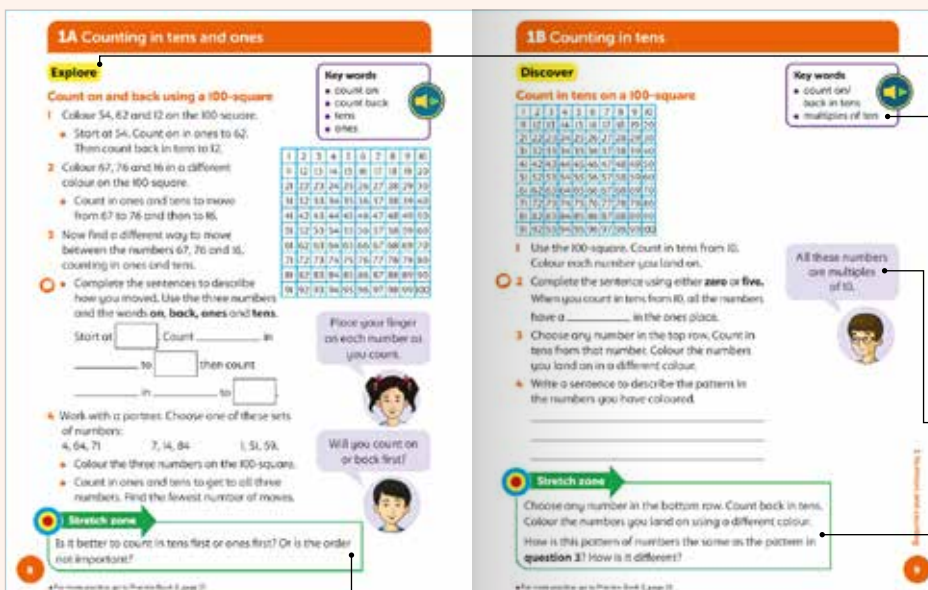 1A Counting in tens and ones
Explore
Key words
• count on
• count back
• tens
• ones
Count on and back using a 100-square
1 Colour 54, 62 and 12 on the 100-square.
• Start at 54. Count on in ones to 62.
Then count back in tens to 12.
2 Colour 67, 76 and 16 in a different
colour on the 100-square.
• Count in ones and tens to move
from 67 to 76 and then to 16.
3 Now find a different way to move
between the numbers 67, 76 and 16,
counting in ones and tens.
• Complete the sentences to describe
how you moved. Use the three numbers
and the words on, back, ones and tens.
Start at Count ________ in
________ to then count
________ in ________ to .
Place your finger
on each number as
you count.
4 Work with a partner. Choose one of these sets
of numbers:
4, 64, 71 7, 14, 84 1, 51, 59.
• Colour the three numbers on the 100-square.
• Count in ones and tens to get to all three
numbers. Find the fewest number of moves.
Will you count on
or back first?
Stretch zone
Is it better to count in tens first or ones first? Or is the order
not important?
8
1B Counting in tens
Discover
Key words
• count on/
back in tens
• multiples of ten
Count in tens on a 100-square
1 Use the 100-square. Count in tens from 10.
Colour each number you land on.
2 Complete the sentence using either zero or five.
When you count in tens from 10, all the numbers
have a ________ in the ones place.
All these numbers
are multiples
of 10.
3 Choose any number in the top row. Count in
tens from that number. Colour the numbers
you land on in a different colour.
4 Write a sentence to describe the pattern in
the numbers you have coloured.
Stretch zone
Choose any number in the bottom row. Count back in tens.
Colour the numbers you land on using a different colour.
How is this pattern of numbers the same as the pattern in
question 3? How is it different?
9